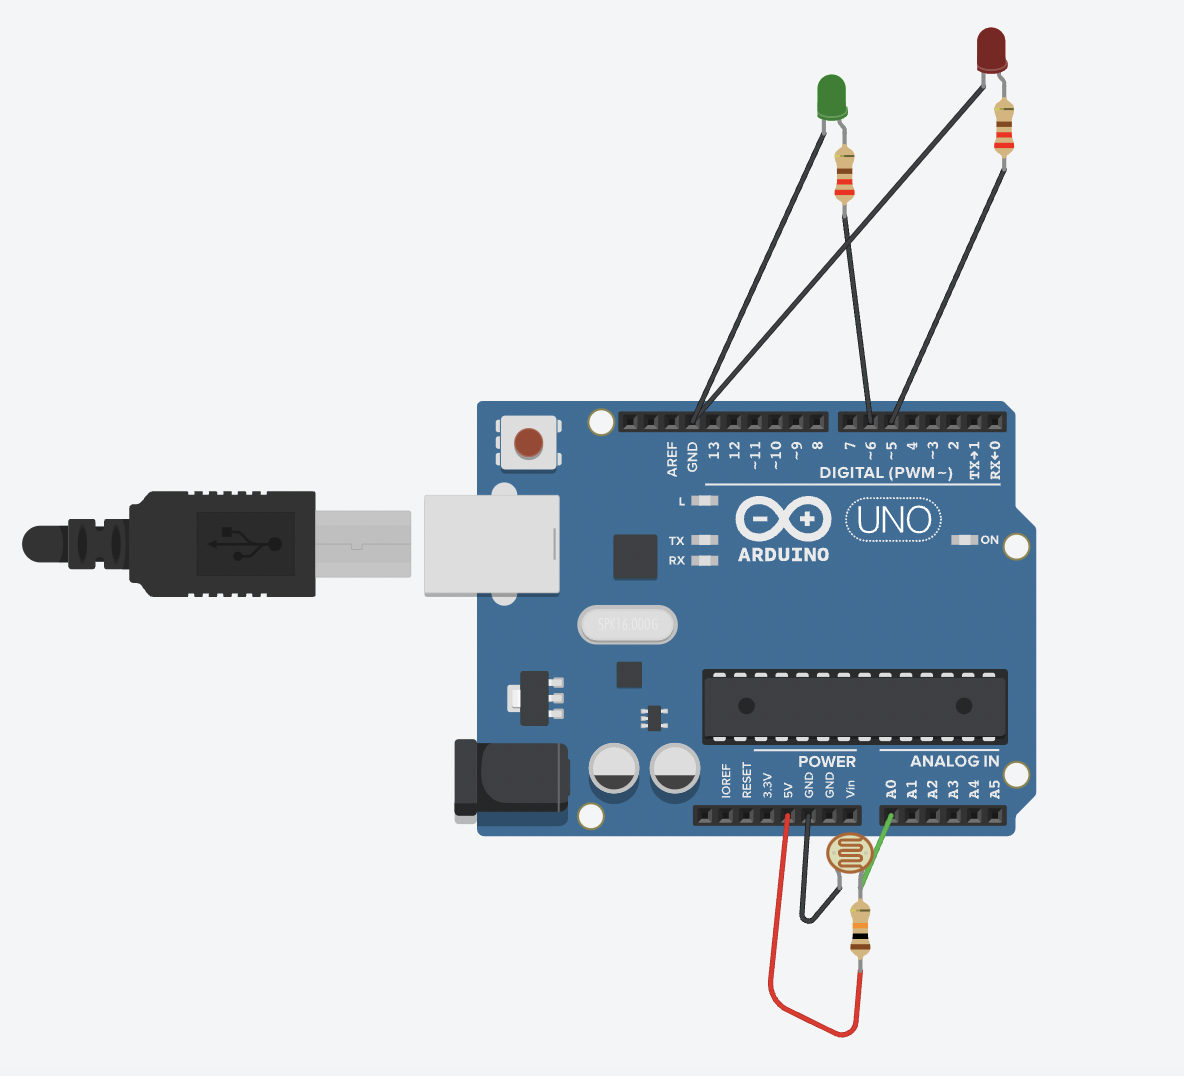 AREF
GND
13
12
~11
~10
~9
8
7
~6
~5
4
~3
2
TX→1
RX←0
DIGITAL (PWM~)
L
TX
RX
ARDUINO
UNO
ON
SPK16.000G
POWER
ANALOG IN
IOREF
RESET
3.3V
5V
GND
GND
Vin
A0
A1
A2
A3
A4
A5